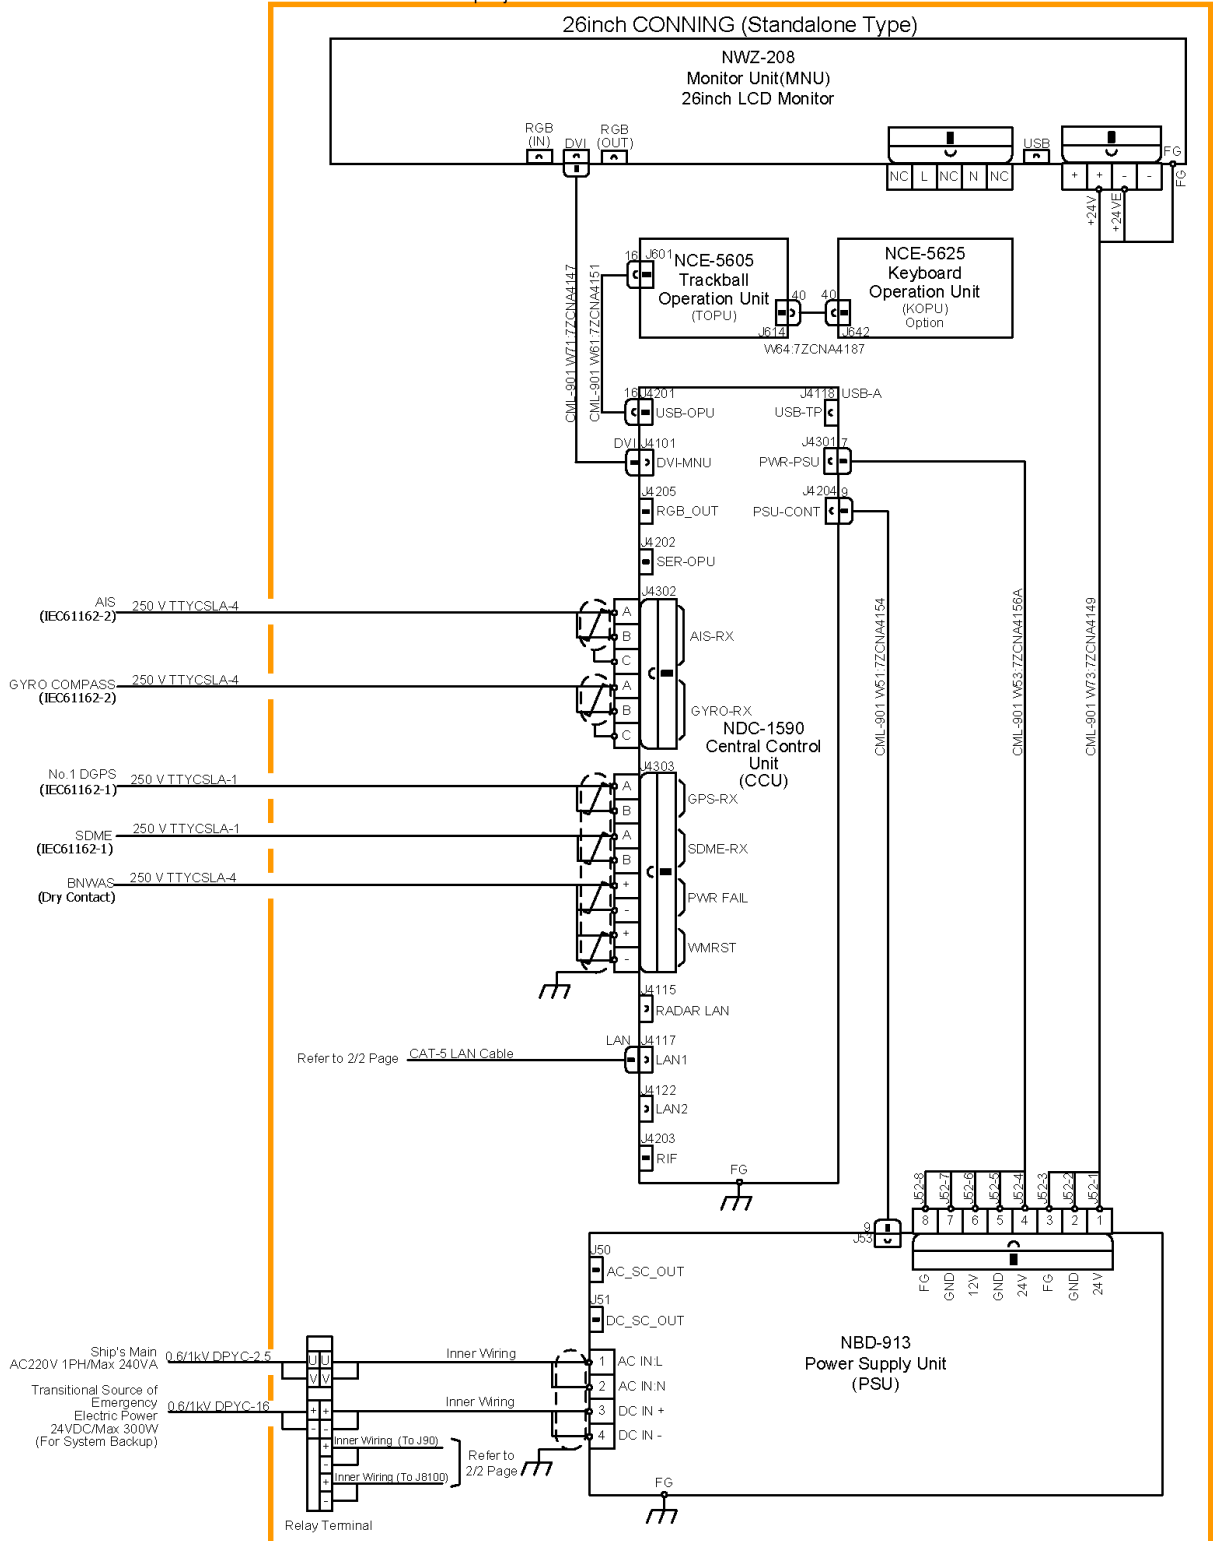 26inch CONNING (Standalone Type)
NWZ-208
Monitor Unit(MNU)
26inch LCD Monitor
RGB
(IN)
DVI
RGB
(OUT)
USB
FG
NC L NC N NC
+ + - -
FG
+24V
+24VE
CML-901 W71:7ZCNA4147
CML-901 W61:7ZCNA4151
16 J601
NCE-5605
Trackball
Operation Unit
(TOPU)
40
J614
40
NCE-5625
Keyboard
Operation Unit
(KOPU)
Option
J642
W64:7ZCNA4187
16 J4201
USB-OPU
J4118 USB-A
USB-TP
DVI J4101
DVI-MNU
J4301 7
PWR-PSU
J4205
RGB_OUT
J4204 9
PSU-CONT
J4202
SER-OPU
J4302
AIS
(IEC61162-2)
250 V TTYCSLA-4
A
B
C
AIS-RX
GYRO COMPASS
(IEC61162-2)
250 V TTYCSLA-4
A
B
C
GYRO-RX
NDC-1590
Central Control
Unit
(CCU)
CML-901 W51:7ZCNA4154
CML-901 W53:7ZCNA4156A
CML-901 W73:7ZCNA4149
J4303
No.1 DGPS
(IEC61162-1)
250 V TTYCSLA-1
A
B
GPS-RX
SDME
(IEC61162-1)
250 V TTYCSLA-1
A
B
SDME-RX
BNWAS
(Dry Contact)
250 V TTYCSLA-4
+
-
PWR FAIL
+
-
WMRST
J4115
RADAR LAN
Refer to 2/2 Page
CAT-5 LAN Cable
LAN J4117
LAN1
J4122
LAN2
J4203
RIF
FG
J52-8
J52-7
J52-6
J52-5
J52-4
J52-3
J52-2
J52-1
9
J53
8 7 6 5 4 3 2 1
FG
GND
12V
GND
24V
FG
GND
24V
J50
AC_SC_OUT
J51
DC_SC_OUT
NBD-913
Power Supply Unit
(PSU)
Ship's Main
AC220V 1PH/Max 240VA
0.6/1kV DPYC-2.5
U U
V V
Inner Wiring
1 AC IN:L
2 AC IN:N
Transitional Source of
Emergency
Electric Power
24VDC/Max 300W
(For System Backup)
0.6/1kV DPYC-16
+ +
- -
Inner Wiring
3 DC IN +
4 DC IN -
+
Inner Wiring (To J90)
-
+
Inner Wiring (To J8100)
-
Refer to
2/2 Page
FG
Relay Terminal